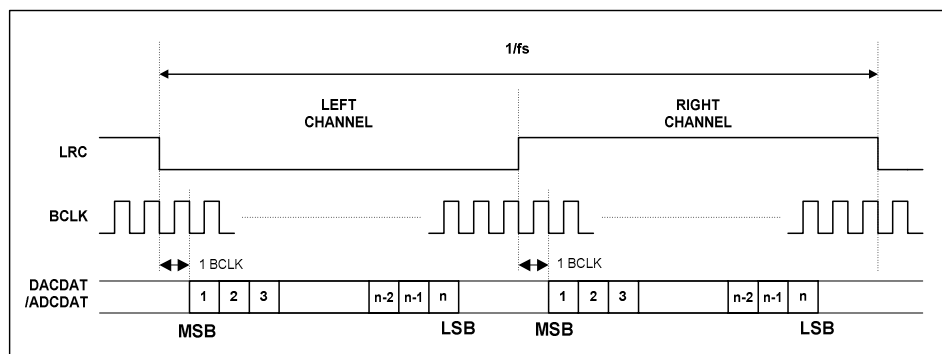 1/fs
LEFT
CHANNEL
RIGHT
CHANNEL
LRC
BCLK
1 BCLK
1 BCLK
DACDAT
/ADCDAT
1 2 3 n-2 n-1 n 1 2 3 n-2 n-1 n
MSB LSB MSB LSB